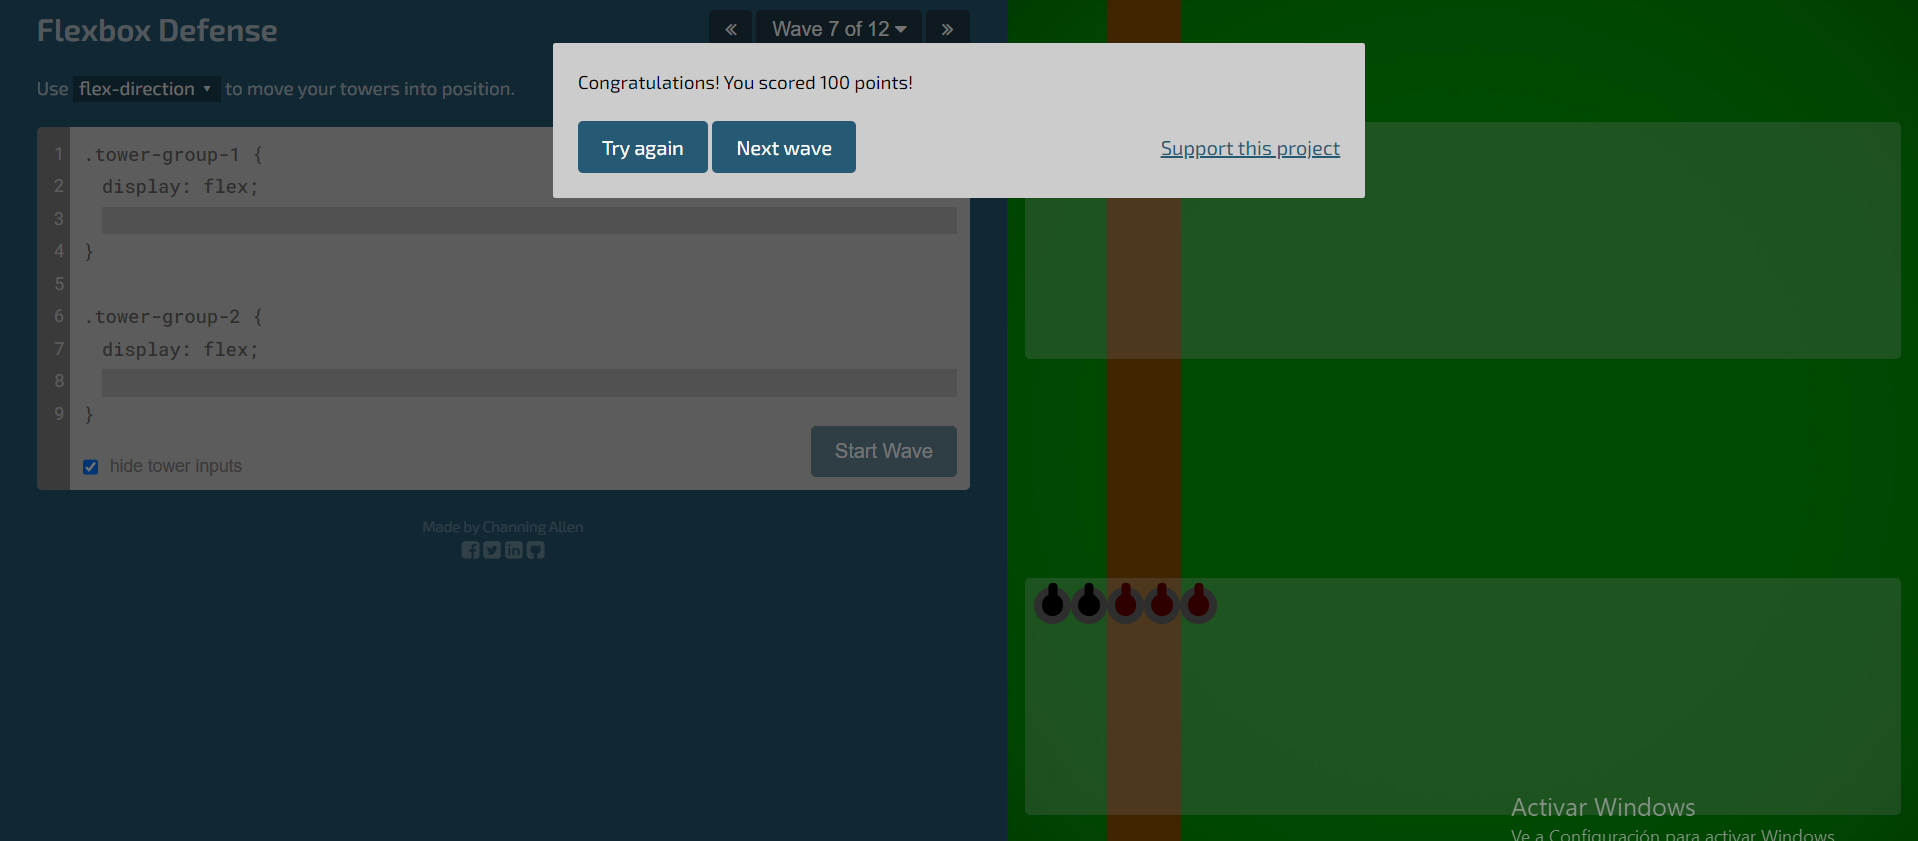 Flexbox Defense
«
Wave 7 of 12
»
Use flex-direction to move your towers into position.
Congratulations! You scored 100 points!
Try again
Next wave
Support this project
1 .tower-group-1 {
2 display: flex;
3
4 }
5
6 .tower-group-2 {
7 display: flex;
8
9 }
hide tower inputs
Start Wave
Made by Channing Allen
Activar Windows
Ve a Configuración para activar Windows.